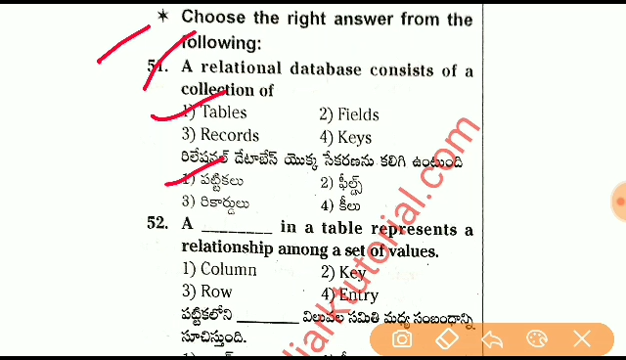 * Choose the right answer from the
following:
51. A relational database consists of a
collection of
1) Tables 2) Fields
3) Records 4) Keys
రిలేషనల్ డేటాబేస్ యొక్క సేకరణను కలిగి ఉంటుంది
1) పట్టికలు 2) ఫీల్డ్స్
3) రికార్డులు 4) కీలు
52. A ________ in a table represents a
relationship among a set of values.
1) Column 2) Key
3) Row 4) Entry
పట్టికలోని ________ విలువల సమితి మధ్య సంబంధాన్ని
సూచిస్తుంది.